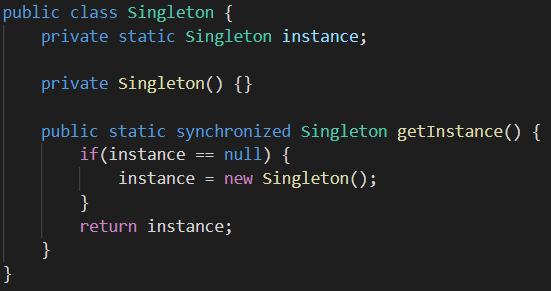 public class Singleton {
    private static Singleton instance;

    private Singleton() {}

    public static synchronized Singleton getInstance() {
        if(instance == null) {
            instance = new Singleton();
        }
        return instance;
    }
}